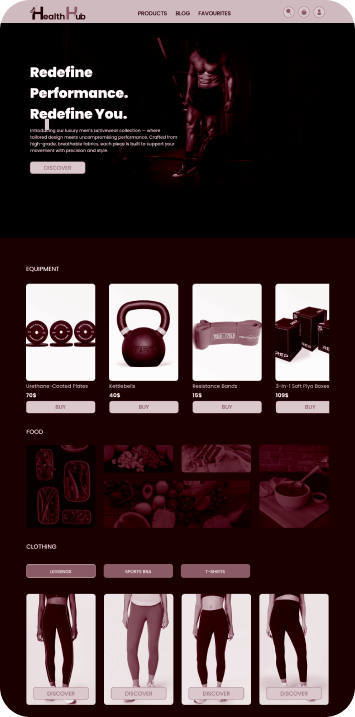 Health Hub
PRODUCTS BLOG FAVOURITES
Redefine
Performance.
Redefine You.
Introducing our luxury men's activewear collection — where
tailored design meets uncompromising performance. Crafted from
high-grade, breathable fabrics, each piece is built to support your
movement with precision and style.
DISCOVER
EQUIPMENT
Urethane-Coated Plates Kettlebells Resistance Bands 3-in-1 Soft Plyo Boxes
70$ 40$ 15$ 109$
BUY BUY BUY BUY
FOOD
CLOTHING
LEGGINGS SPORTS BRA T-SHIRTS
DISCOVER DISCOVER DISCOVER DISCOVER